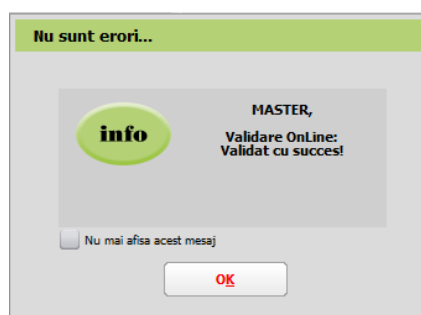 Nu sunt erori...
info
MASTER,
Validare OnLine:
Validat cu succes!
Nu mai afisa acest mesaj
OK